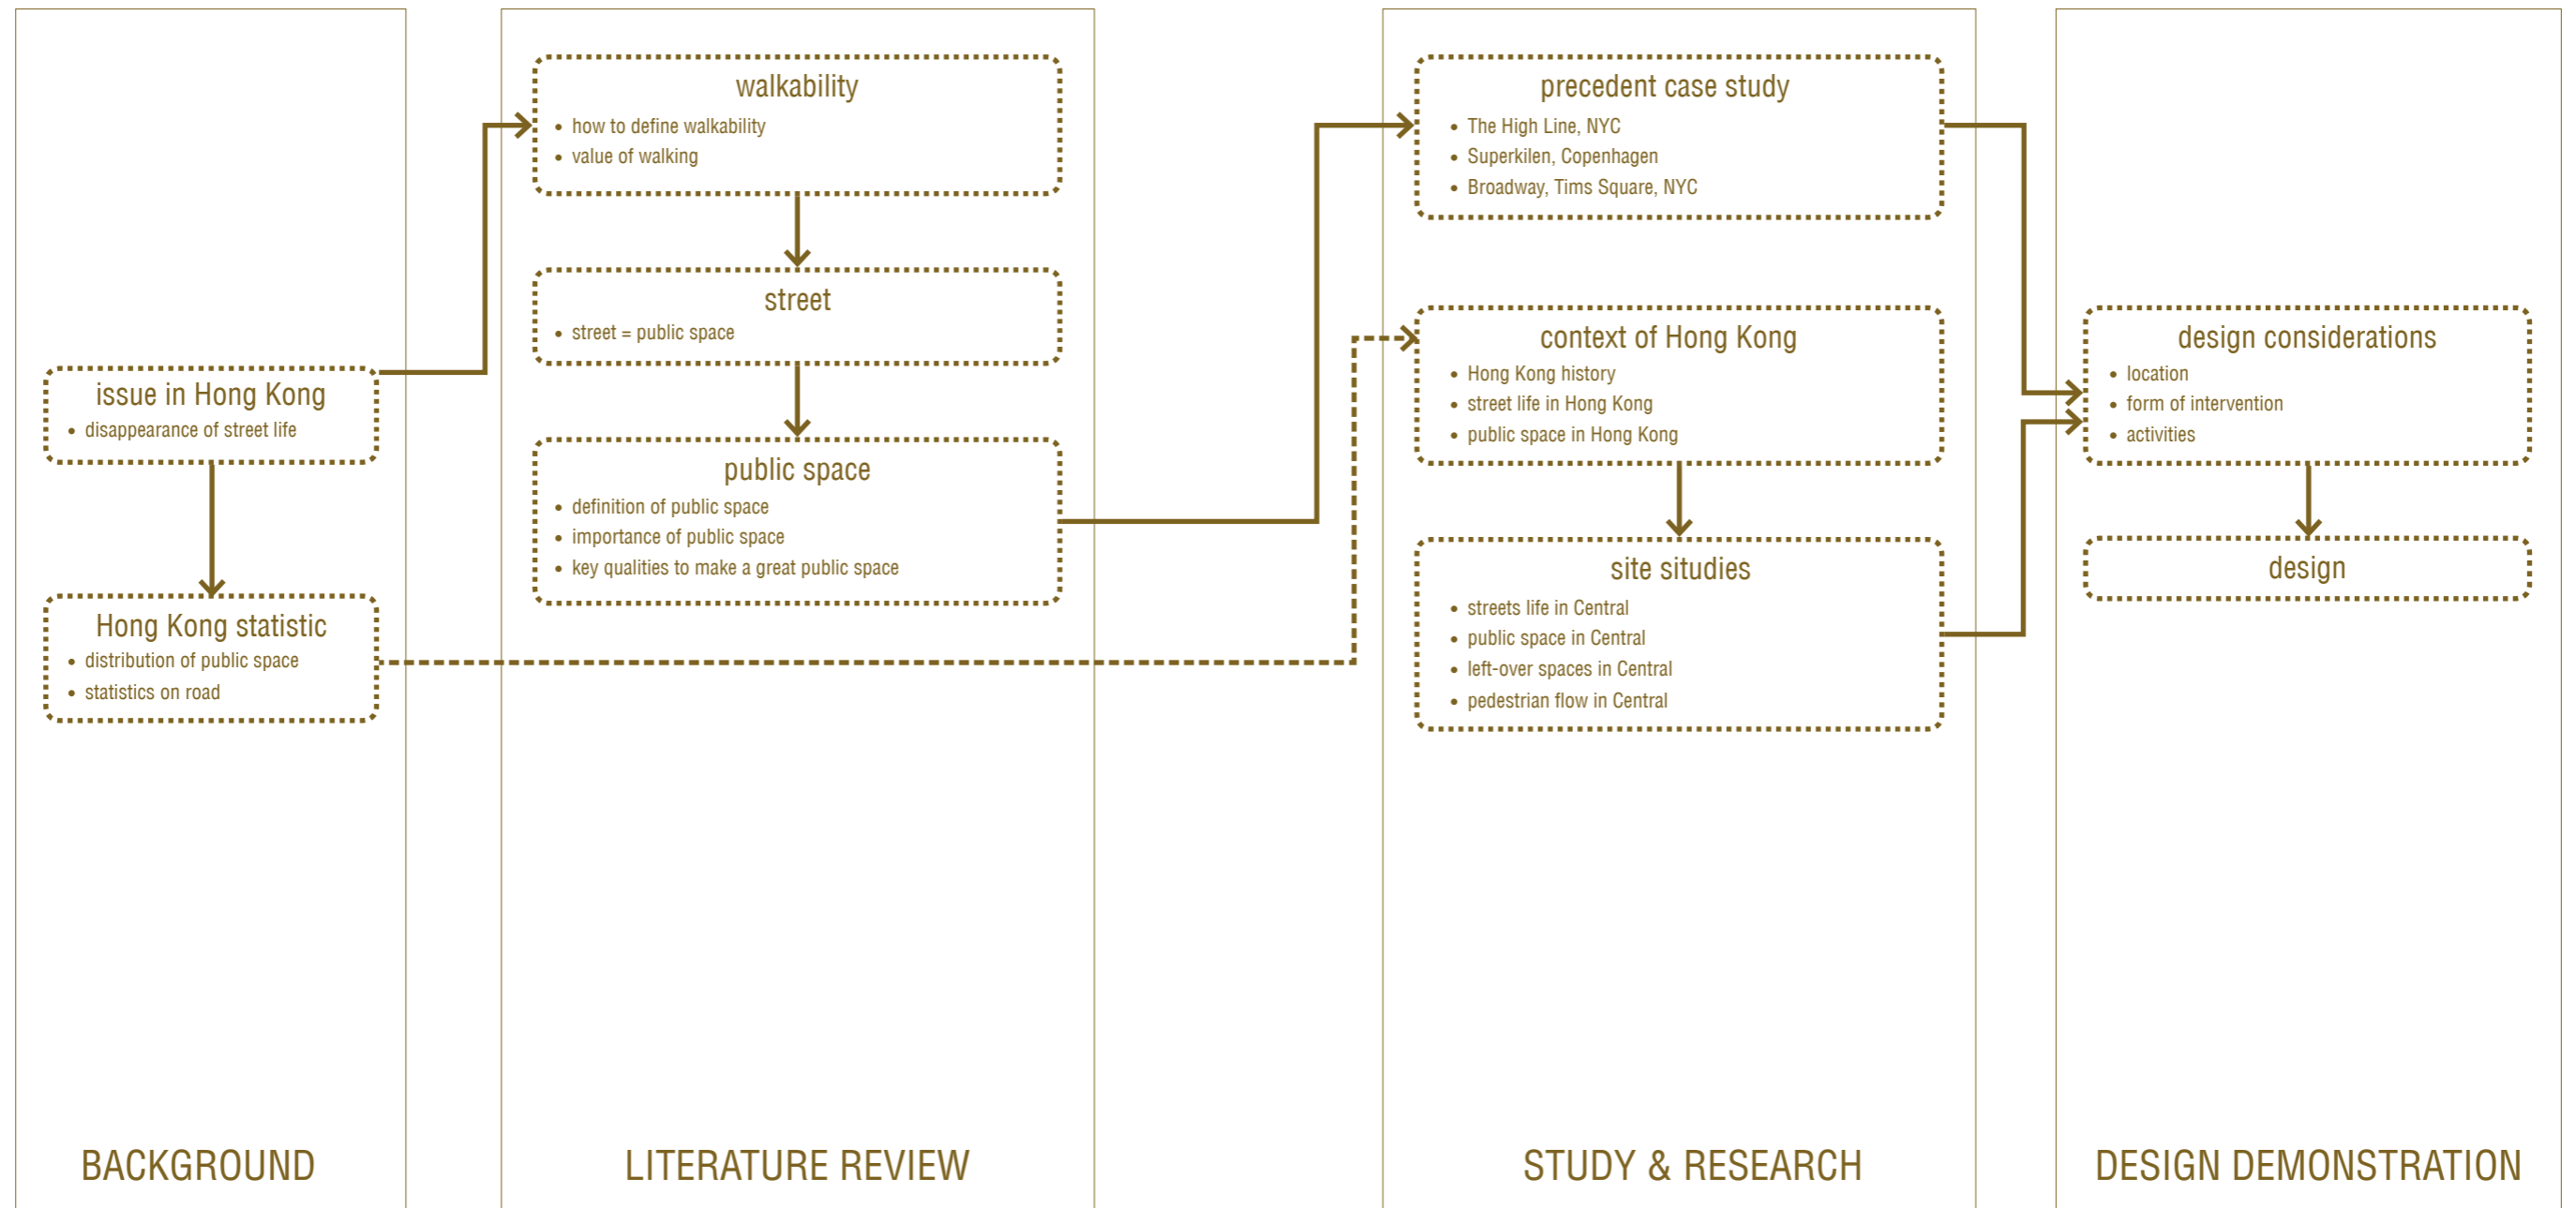 issue in Hong Kong
• disappearance of street life
Hong Kong statistic
• distribution of public space
• statistics on road
BACKGROUND
walkability
• how to define walkability
• value of walking
street
• street = public space
public space
• definition of public space
• importance of public space
• key qualities to make a great public space
LITERATURE REVIEW
precedent case study
• The High Line, NYC
• Superkilen, Copenhagen
• Broadway, Tims Square, NYC
context of Hong Kong
• Hong Kong history
• street life in Hong Kong
• public space in Hong Kong
site situdies
• streets life in Central
• public space in Central
• left-over spaces in Central
• pedestrian flow in Central
STUDY & RESEARCH
design considerations
• location
• form of intervention
• activities
design
DESIGN DEMONSTRATION